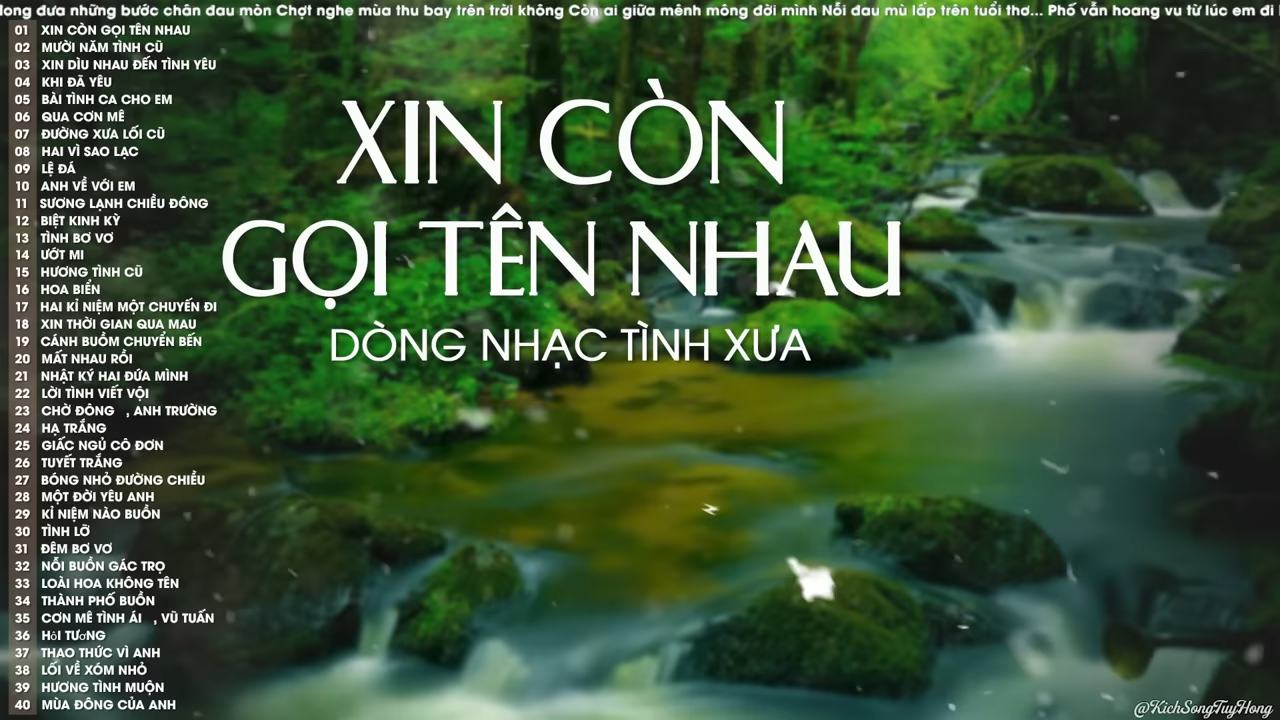 long đưa những bước chân đau mòn Chợt nghe mùa thu bay trên trời không Còn ai giữa mênh mông đời mình Nỗi đau mù lấp trên tuổi thơ... Phố vẫn hoang vu từ lúc em đi
01 XIN CÒN GỌI TÊN NHAU
02 MƯỜI NĂM TÌNH CŨ
03 XIN DÌU NHAU ĐẾN TÌNH YÊU
04 KHI ĐÃ YÊU
05 BÀI TÌNH CA CHO EM
06 QUA CƠN MÊ
07 ĐƯỜNG XƯA LỐI CŨ
08 HAI VÌ SAO LẠC
09 LỆ ĐÁ
10 ANH VỀ VỚI EM
11 SƯƠNG LẠNH CHIỀU ĐÔNG
12 BIỆT KINH KỲ
13 TÌNH BƠ VƠ
14 ƯỚT MI
15 HƯƠNG TÌNH CŨ
16 HOA BIỂN
17 HAI KỈ NIỆM MỘT CHUYẾN ĐI
18 XIN THỜI GIAN QUA MAU
19 CÁNH BUỒM CHUYỂN BẾN
20 MẤT NHAU RỒI
21 NHẬT KÝ HAI ĐỨA MÌNH
22 LỜI TÌNH VIẾT VỘI
23 CHỜ ĐÔNG , ANH TRƯỜNG
24 HẠ TRẮNG
25 GIẤC NGỦ CÔ ĐƠN
26 TUYẾT TRẮNG
27 BÓNG NHỎ ĐƯỜNG CHIỀU
28 MỘT ĐỜI YÊU ANH
29 KỈ NIỆM NÀO BUỒN
30 TÌNH LỠ
31 ĐÊM BƠ VƠ
32 NỖI BUỒN GÁC TRỌ
33 LOÀI HOA KHÔNG TÊN
34 THÀNH PHỐ BUỒN
35 CƠN MÊ TÌNH ÁI , VŨ TUẤN
36 Hồi TƯơNG
37 THAO THỨC VÌ ANH
38 LỐI VỀ XÓM NHỎ
39 HƯƠNG TÌNH MUỘN
40 MÙA ĐÔNG CỦA ANH
XIN CÒN
GỌI TÊN NHAU
DÒNG NHẠC TÌNH XƯA
@KichSongTuyHong